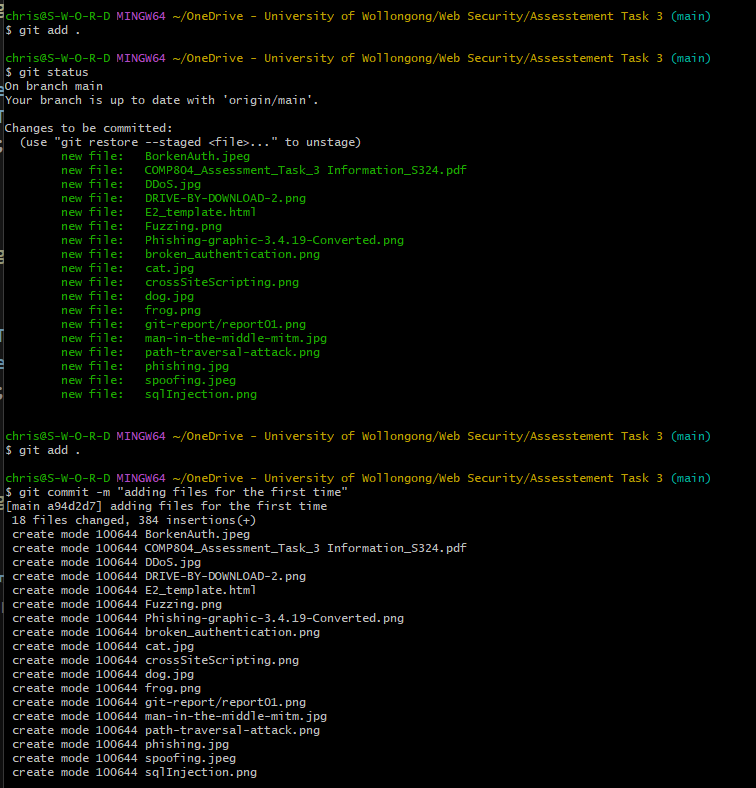 chris@S-W-O-R-D MINGW64 ~/OneDrive - University of Wollongong/Web Security/Assesstement Task 3 (main)
$ git add .
chris@S-W-O-R-D MINGW64 ~/OneDrive - University of Wollongong/Web Security/Assesstement Task 3 (main)
$ git status
On branch main
Your branch is up to date with 'origin/main'.
Changes to be committed:
  (use "git restore --staged <file>..." to unstage)
        new file:   BorkenAuth.jpeg
        new file:   COMP804_Assessment_Task_3 Information_S324.pdf
        new file:   DDoS.jpg
        new file:   DRIVE-BY-DOWNLOAD-2.png
        new file:   E2_template.html
        new file:   Fuzzing.png
        new file:   Phishing-graphic-3.4.19-Converted.png
        new file:   broken_authentication.png
        new file:   cat.jpg
        new file:   crossSiteScripting.png
        new file:   dog.jpg
        new file:   frog.png
        new file:   git-report/report01.png
        new file:   man-in-the-middle-mitm.jpg
        new file:   path-traversal-attack.png
        new file:   phishing.jpg
        new file:   spoofing.jpeg
        new file:   sqlInjection.png
chris@S-W-O-R-D MINGW64 ~/OneDrive - University of Wollongong/Web Security/Assesstement Task 3 (main)
$ git add .
chris@S-W-O-R-D MINGW64 ~/OneDrive - University of Wollongong/Web Security/Assesstement Task 3 (main)
$ git commit -m "adding files for the first time"
[main a94d2d7] adding files for the first time
 18 files changed, 384 insertions(+)
 create mode 100644 BorkenAuth.jpeg
 create mode 100644 COMP804_Assessment_Task_3 Information_S324.pdf
 create mode 100644 DDoS.jpg
 create mode 100644 DRIVE-BY-DOWNLOAD-2.png
 create mode 100644 E2_template.html
 create mode 100644 Fuzzing.png
 create mode 100644 Phishing-graphic-3.4.19-Converted.png
 create mode 100644 broken_authentication.png
 create mode 100644 cat.jpg
 create mode 100644 crossSiteScripting.png
 create mode 100644 dog.jpg
 create mode 100644 frog.png
 create mode 100644 git-report/report01.png
 create mode 100644 man-in-the-middle-mitm.jpg
 create mode 100644 path-traversal-attack.png
 create mode 100644 phishing.jpg
 create mode 100644 spoofing.jpeg
 create mode 100644 sqlInjection.png